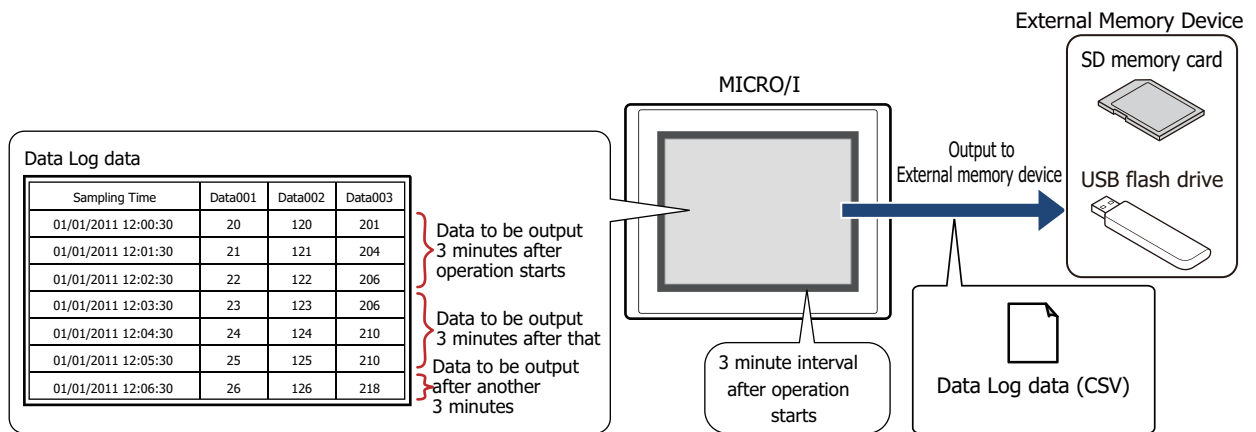 External Memory Device
SD memory card
USB flash drive
MICRO/I
Output to
External memory device
Data Log data
Sampling Time Data001 Data002 Data003
01/01/2011 12:00:30 20 120 201
01/01/2011 12:01:30 21 121 204
01/01/2011 12:02:30 22 122 206
01/01/2011 12:03:30 23 123 206
01/01/2011 12:04:30 24 124 210
01/01/2011 12:05:30 25 125 210
01/01/2011 12:06:30 26 126 218
Data to be output
3 minutes after
operation starts
Data to be output
3 minutes after that
Data to be output
after another
3 minutes
3 minute interval
after operation
starts
Data Log data (CSV)